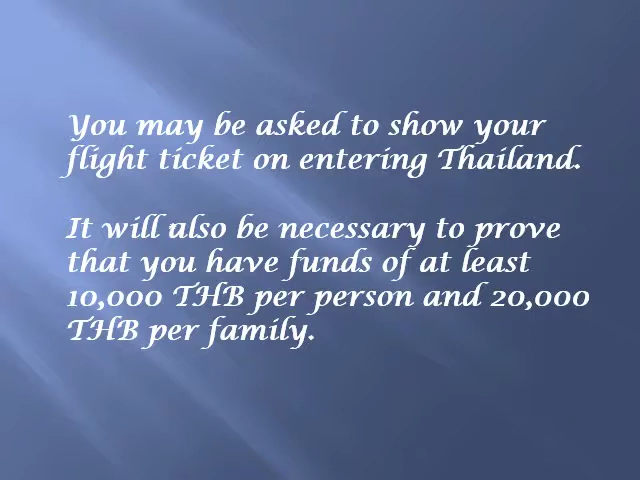 You may be asked to show your
flight ticket on entering Thailand.
It will also be necessary to prove
that you have funds of at least
10,000 THB per person and 20,000
THB per family.